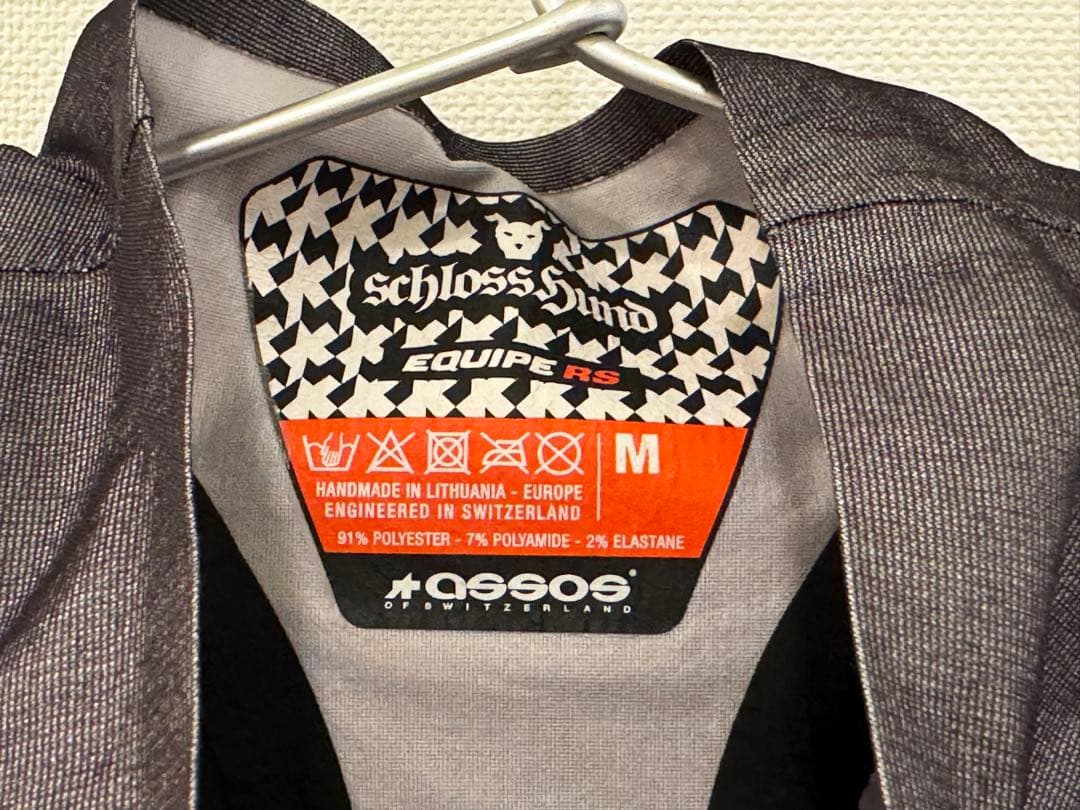 schlossHund
EQUIPE RS
M
HANDMADE IN LITHUANIA - EUROPE
ENGINEERED IN SWITZERLAND
91% POLYESTER - 7% POLYAMIDE - 2% ELASTANE
assos
OF SWITZERLAND